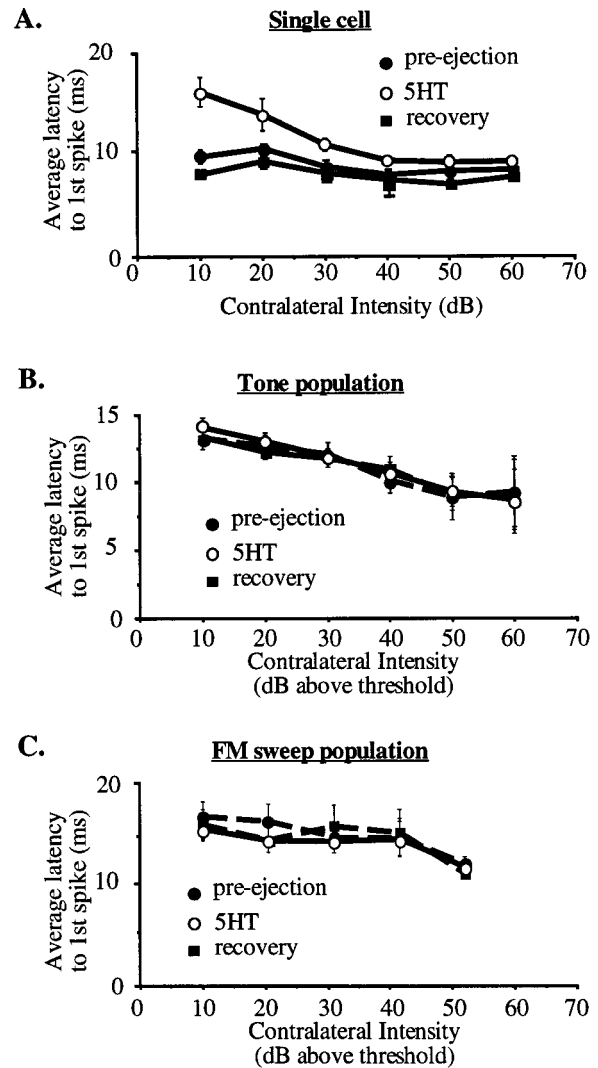 A.
Single cell
Average latency
to 1st spike (ms)
20
10
0
pre-ejection
5HT
recovery
0 10 20 30 40 50 60 70
Contralateral Intensity (dB)
B.
Tone population
Average latency
to 1st spike (ms)
15
10
5
0
pre-ejection
5HT
recovery
0 10 20 30 40 50 60 70
Contralateral Intensity
(dB above threshold)
C.
FM sweep population
Average latency
to 1st spike (ms)
20
10
0
pre-ejection
5HT
recovery
0 10 20 30 40 50 60 70
Contralateral Intensity
(dB above threshold)